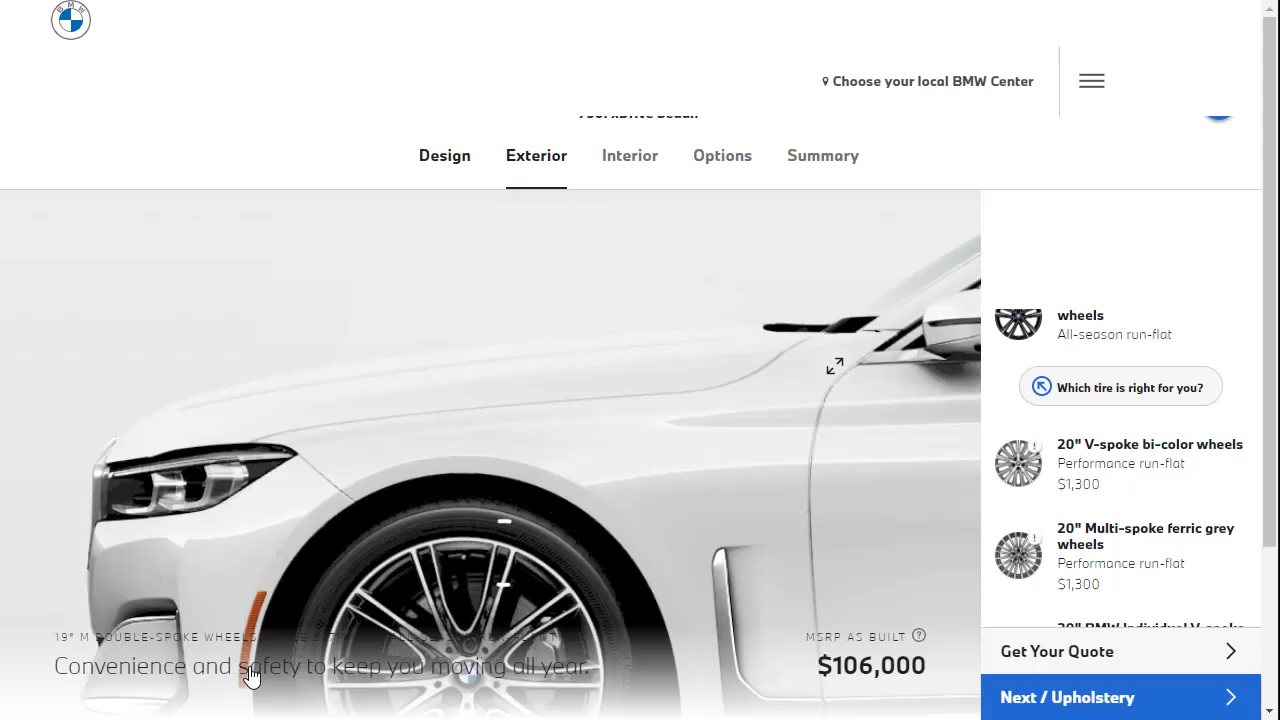 BMW
Choose your local BMW Center
Design
Exterior
Interior
Options
Summary
wheels
All-season run-flat
Which tire is right for you?
20" V-spoke bi-color wheels
Performance run-flat
$1,300
20" Multi-spoke ferric grey
wheels
Performance run-flat
$1,300
19" M DOUBLE-SPOKE WHEELS
MSRP AS BUILT
Convenience and safety to keep you moving all year.
$106,000
Get Your Quote
Next / Upholstery